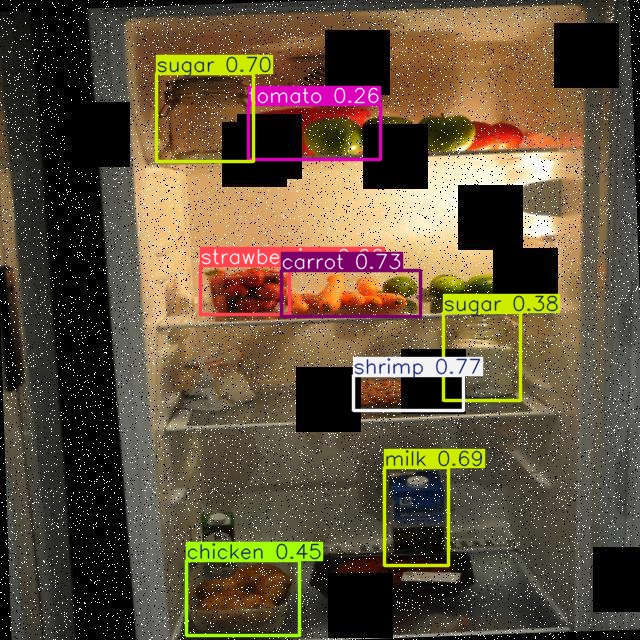 sugar 0.70
omato 0.26
strawbe
carrot 0.73
sugar 0.38
shrimp 0.77
milk 0.69
chicken 0.45